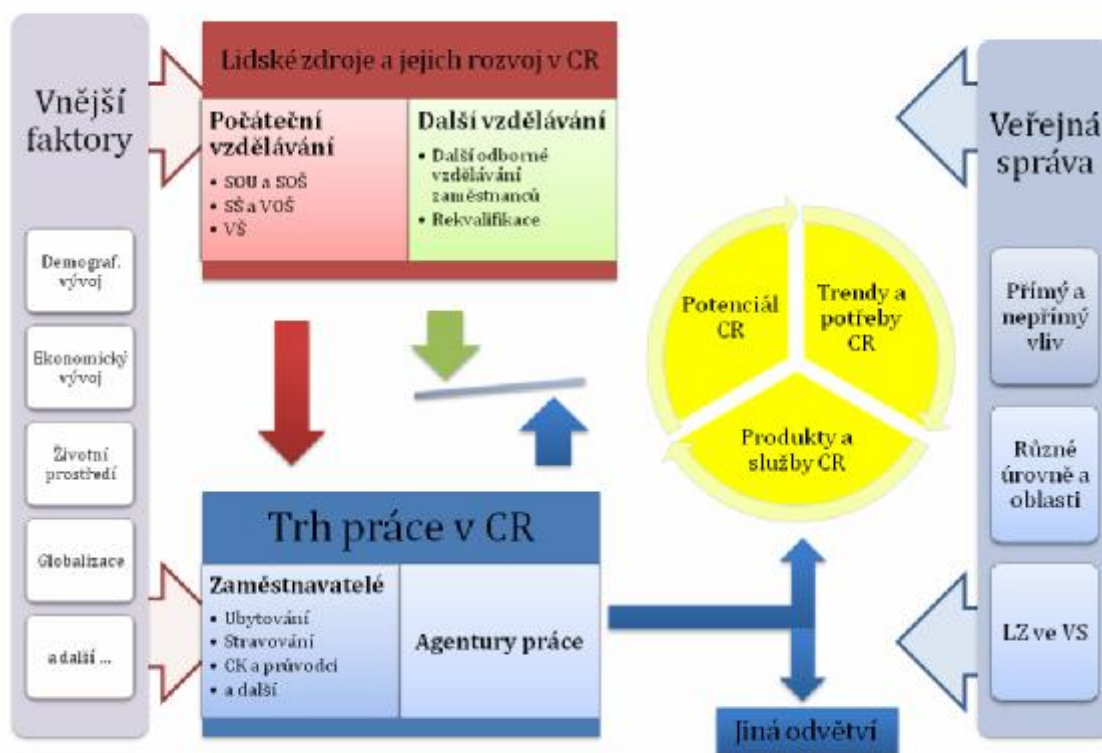 Vnější
faktory
Demograf.
vývoj
Ekonomický
vývoj
Životní
prostředí
Globalizace
a další ...
Lidské zdroje a jejich rozvoj v CR
Počáteční
vzdělávání
• SOU a SOŠ
• SŠ a VOŠ
• VŠ
Další vzdělávání
• Další odborné
vzdělávání
zaměstnanců
• Rekvalifikace
Trh práce v CR
Zaměstnavatelé
• Ubytování
• Stravování
• CK a průvodci
• a další
Agentury práce
Potenciál
CR
Trendy a
potřeby
CR
Produkty a
služby CR
Jiná odvětví
Veřejná
správa
Přímý a
nepřímý
vliv
Různé
úrovně a
oblasti
LZ ve VS